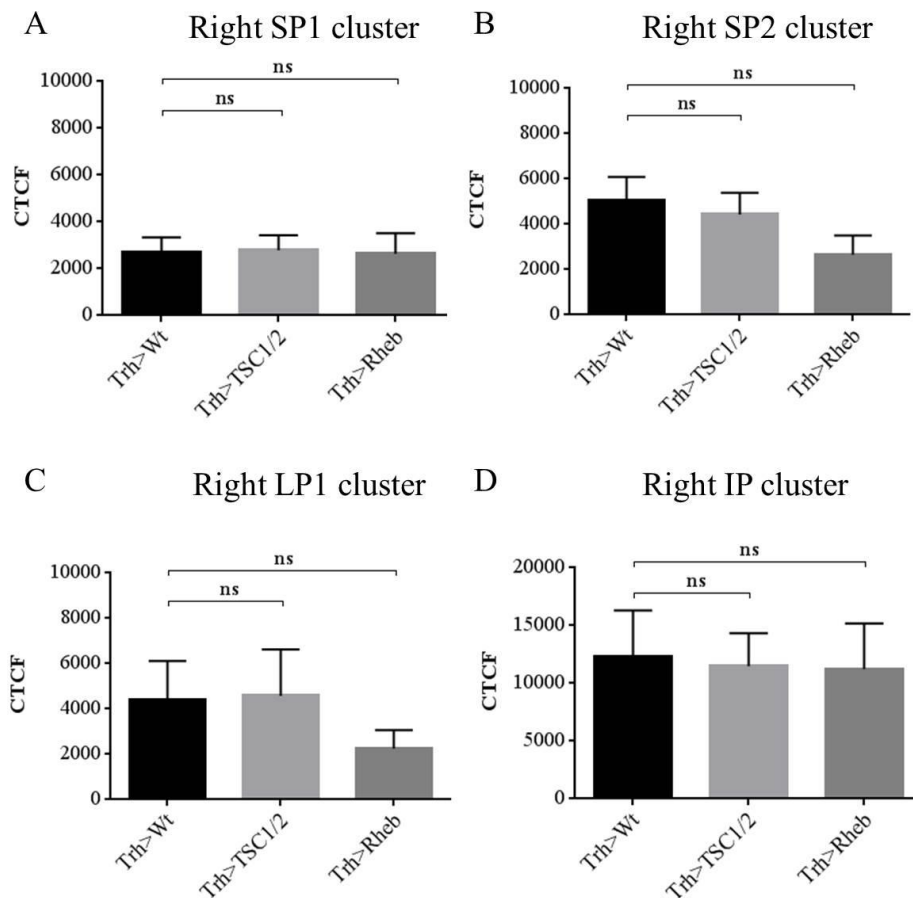 A Right SP1 cluster
10000
8000
6000
4000
2000
0
CTCF
ns
ns
Trh>Wt
Trh>TSC1/2
Trh>Rheb
B Right SP2 cluster
10000
8000
6000
4000
2000
0
CTCF
ns
ns
Trh>Wt
Trh>TSC1/2
Trh>Rheb
C Right LP1 cluster
10000
8000
6000
4000
2000
0
CTCF
ns
ns
Trh>Wt
Trh>TSC1/2
Trh>Rheb
D Right IP cluster
20000
15000
10000
5000
0
CTCF
ns
ns
Trh>Wt
Trh>TSC1/2
Trh>Rheb